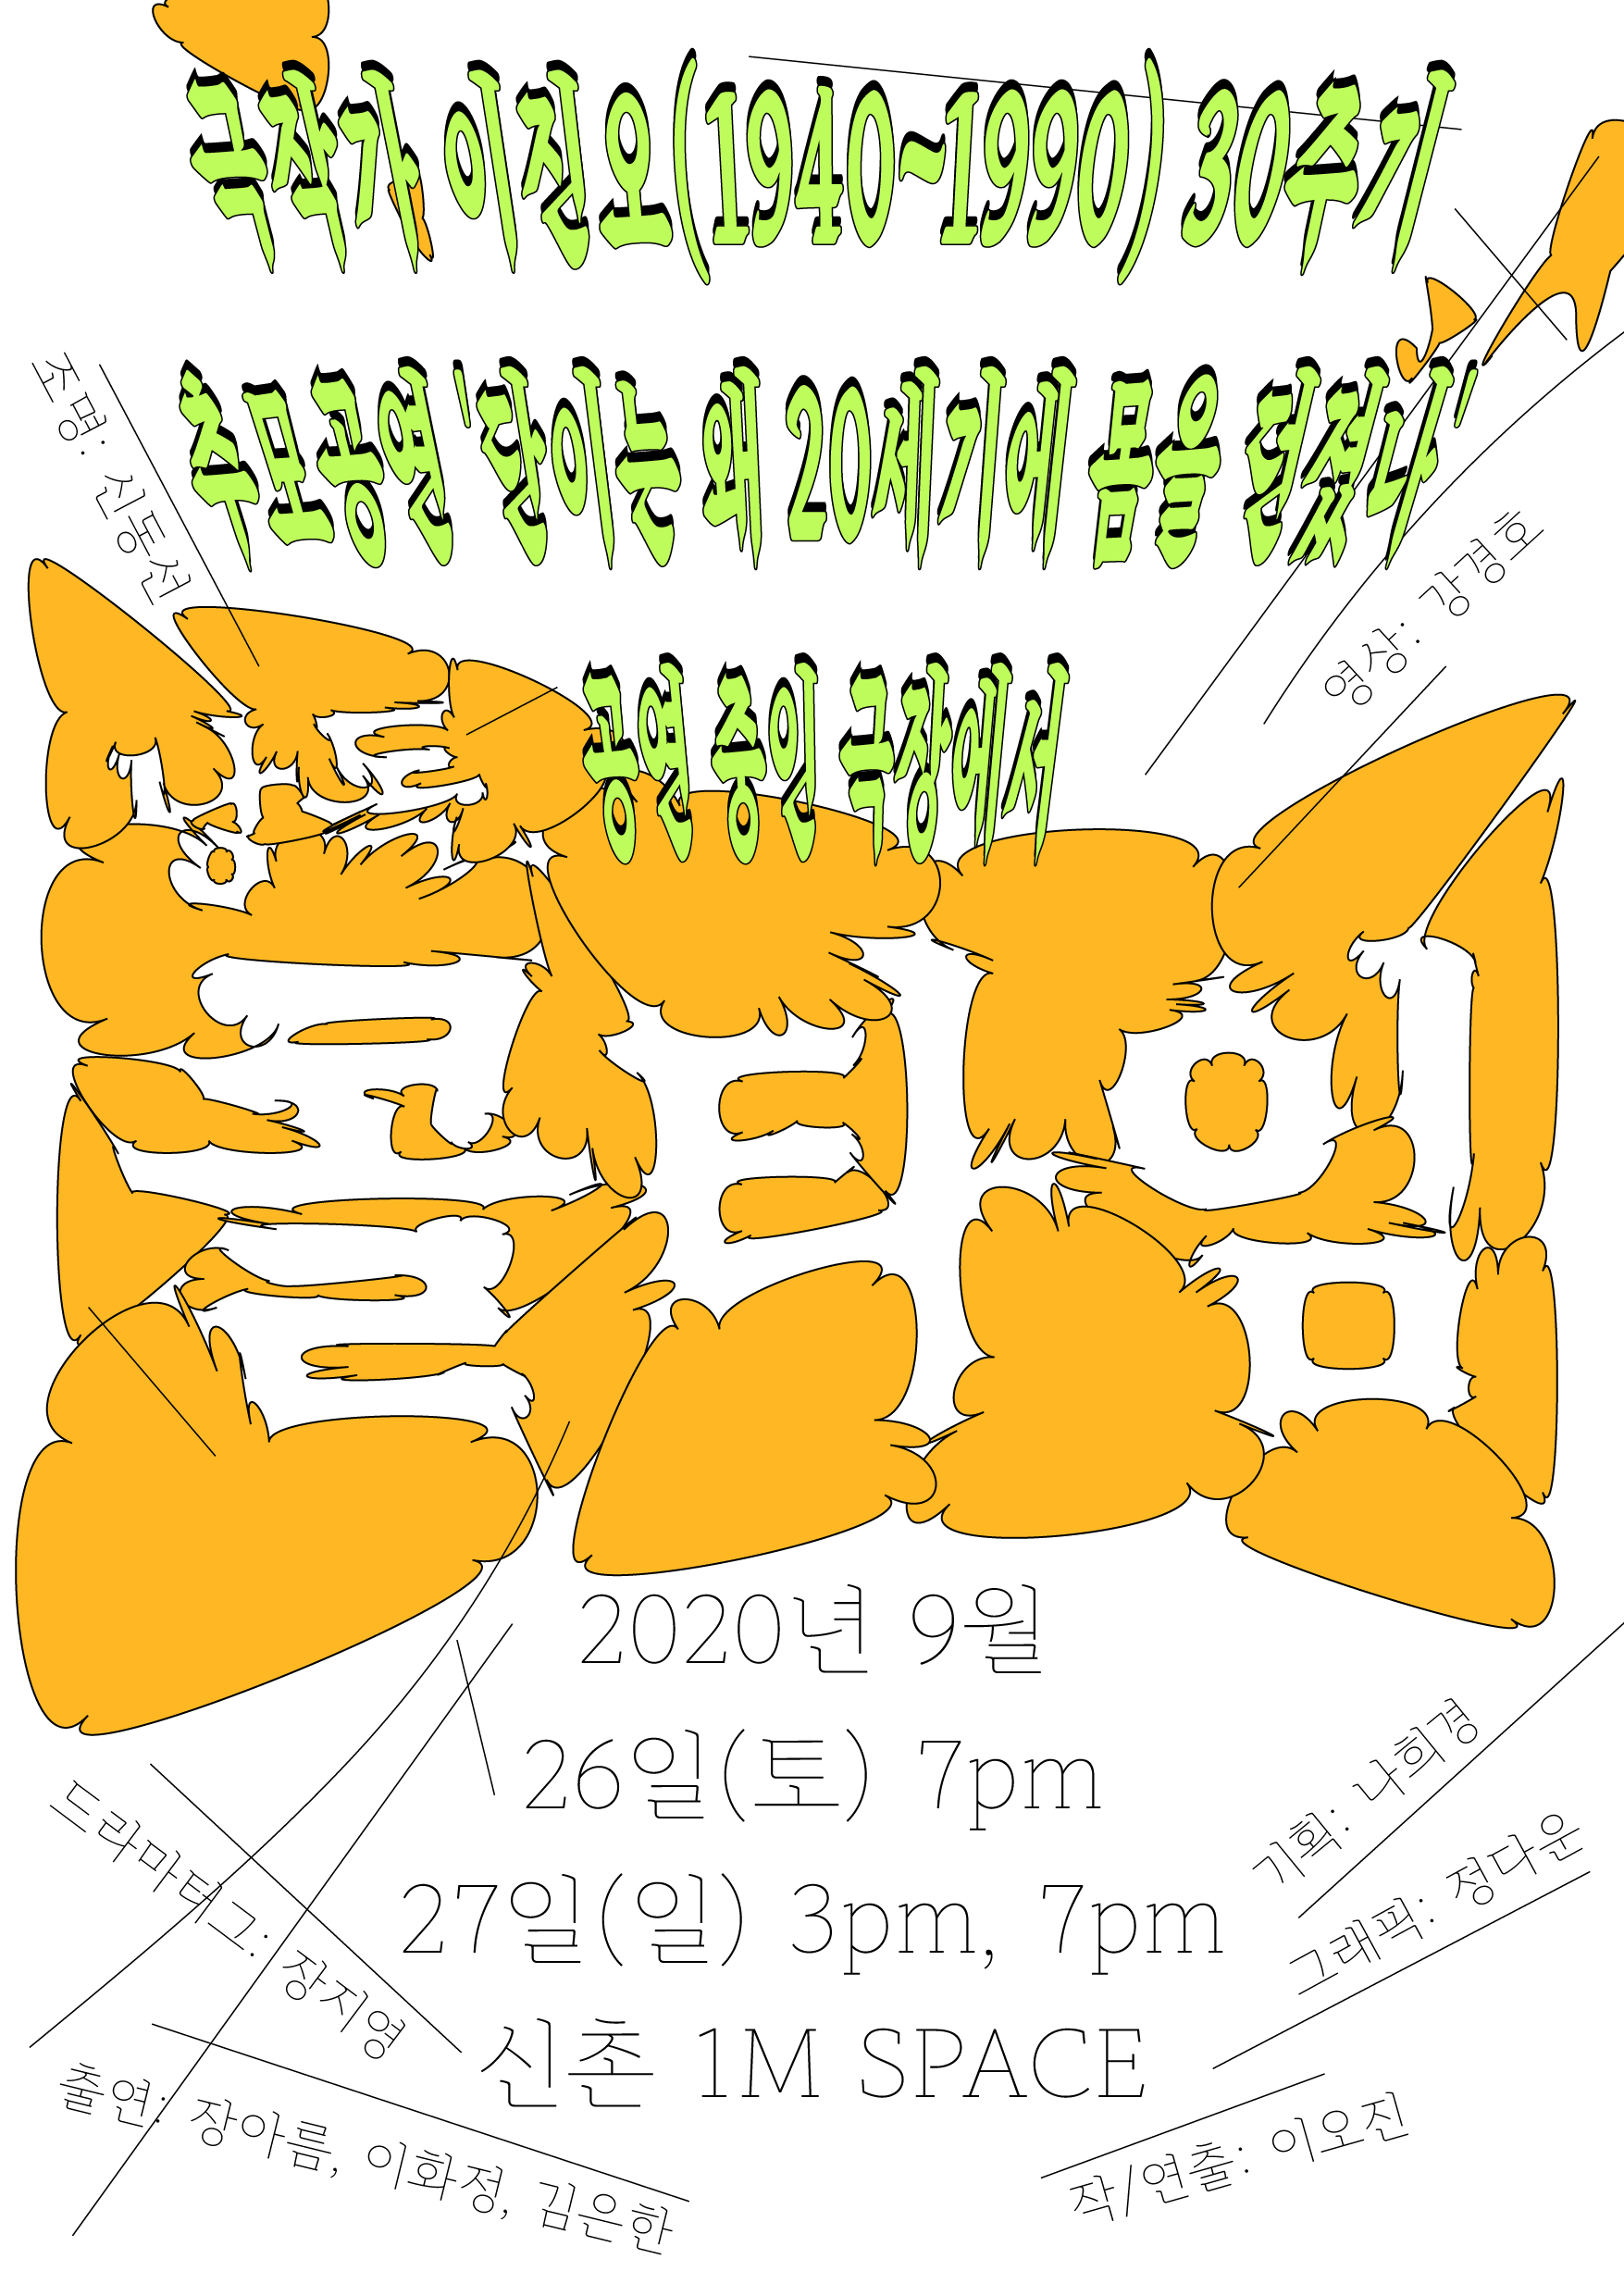 극작가 이진오(1940~1990) 30주기
추모공연 '단이는 왜 20세기에 몸을 던졌나'
공연 중인 극장에서
조명: 신동선
영상: 강경호
2020년 9월
26일(토) 7pm
27일(일) 3pm, 7pm
신촌 1M SPACE
드라마터그: 장지영
출연: 장아름, 이화정, 김은한
기획: 나희경
그래픽: 정다운
작/연출: 이오진